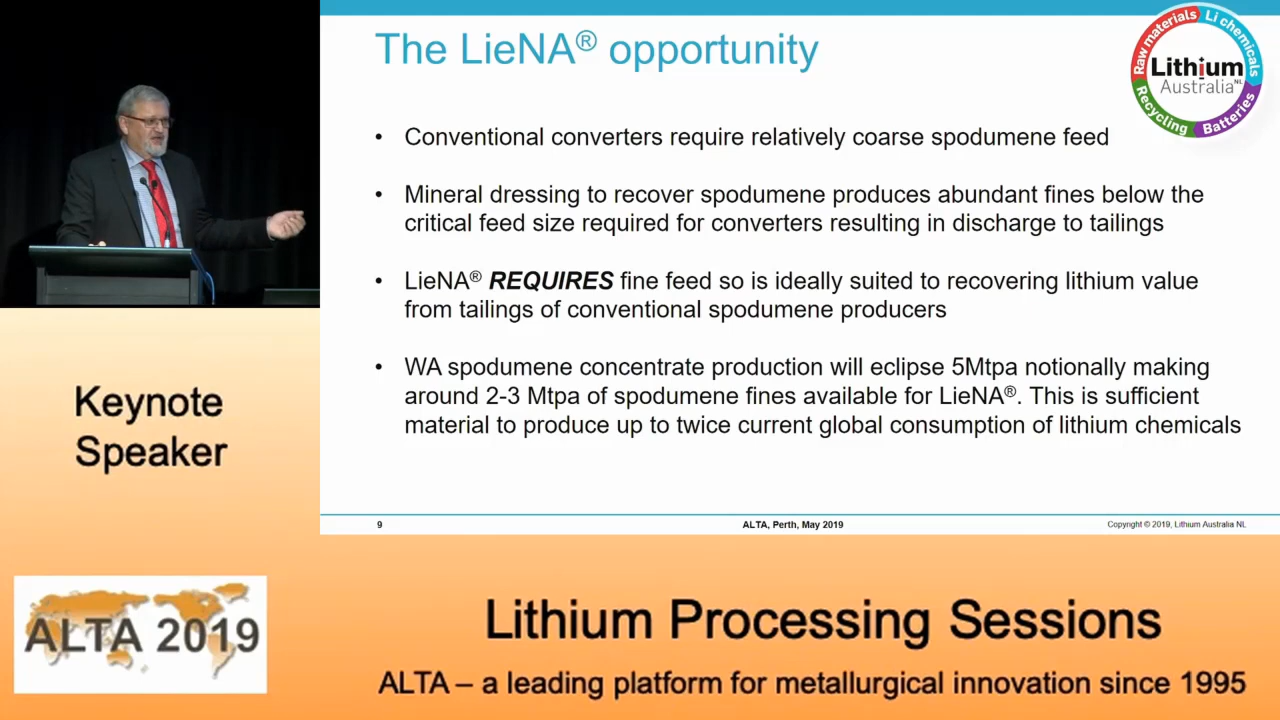 The LieNA® opportunity
Raw materials
Li chemicals
Lithium
Australia NL
Recycling
Batteries
• Conventional converters require relatively coarse spodumene feed
• Mineral dressing to recover spodumene produces abundant fines below the
critical feed size required for converters resulting in discharge to tailings
• LieNA® REQUIRES fine feed so is ideally suited to recovering lithium value
from tailings of conventional spodumene producers
• WA spodumene concentrate production will eclipse 5Mtpa notionally making
around 2-3 Mtpa of spodumene fines available for LieNA®. This is sufficient
material to produce up to twice current global consumption of lithium chemicals
9
ALTA, Perth, May 2019
Copyright © 2019, Lithium Australia NL
Keynote
Speaker
ALTA 2019
Lithium Processing Sessions
ALTA – a leading platform for metallurgical innovation since 1995